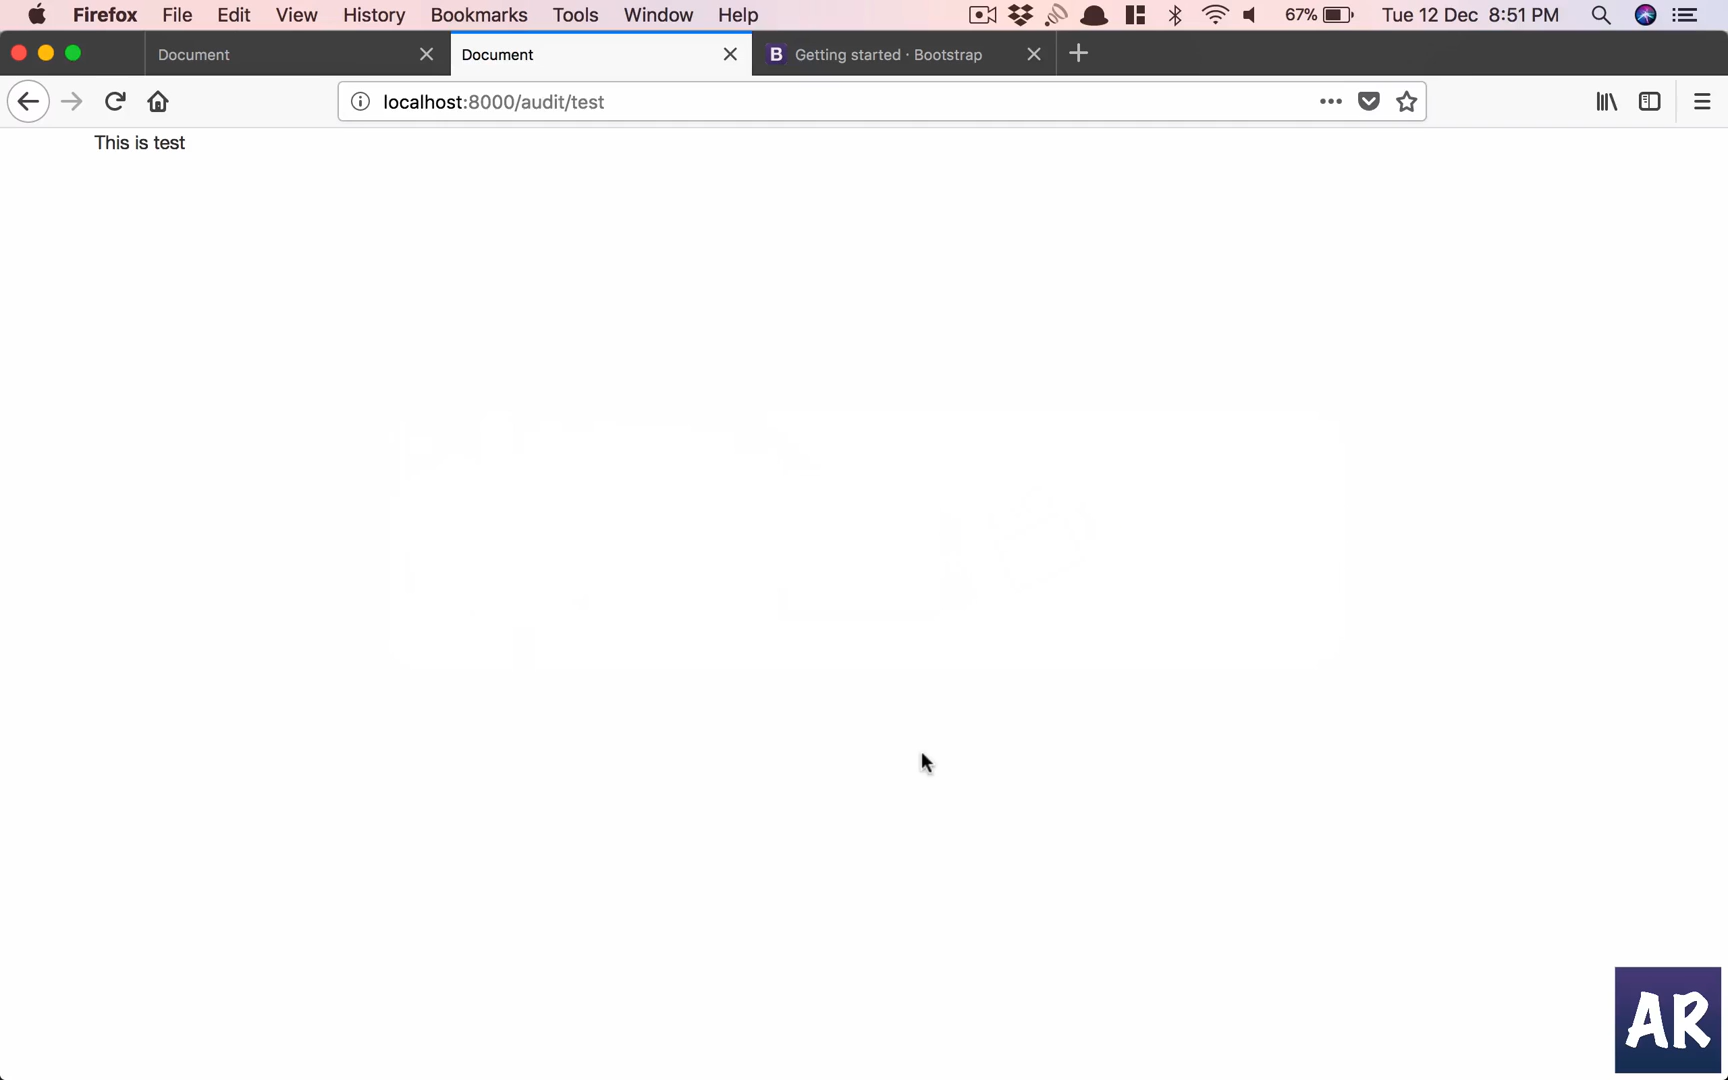 Firefox File Edit View History Bookmarks Tools Window Help 67% Tue 12 Dec 8:51 PM
Document Document B Getting started · Bootstrap
localhost:8000/audit/test
This is test
AR